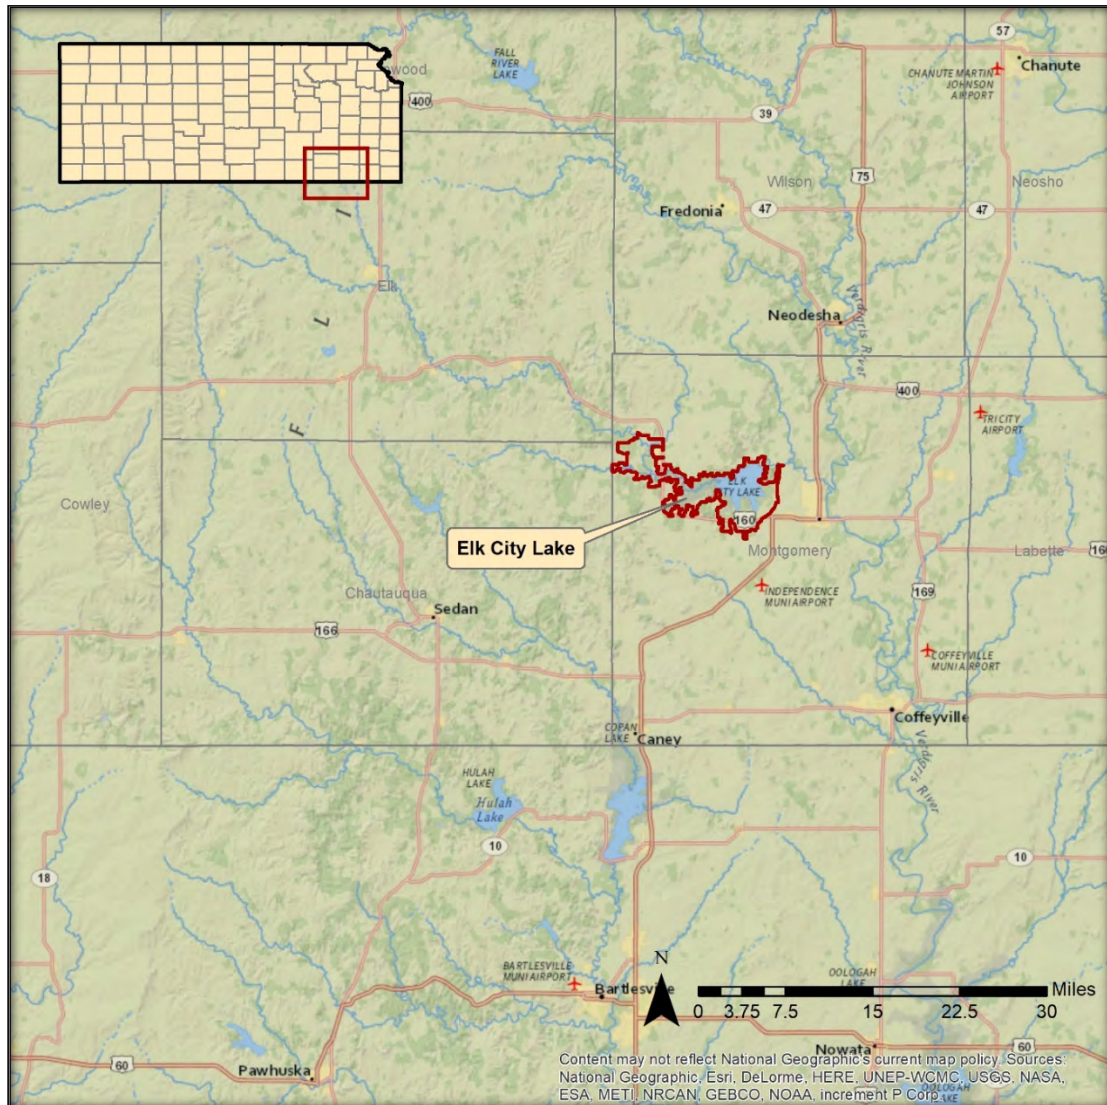 57
FALL
RIVER
LAKE
Chanute
CHANUTE MARTIN
JOHNSON
AIRPORT
400
39
Wilson
75
Neosho
Fredonia
47
47
I
Elk
Verdigris River
Neodesha
L
400
TRI CITY
AIRPORT
F
Cowley
ELK
160
Elk City Lake
Montgomery
Labette
INDEPENDENCE
MUNI AIRPORT
169
Chautauqua
Sedan
166
COFFEYVILLE
MUNI AIRPORT
Coffeyville
COPAN
LAKE
Caney
Verdigris River
HULAH
LAKE
Hulah
Lake
10
10
18
N
BARTLESVILLE
MUNI AIRPORT
Bartlesville
OOLOGAH
LAKE
Miles
0 3.75 7.5 15 22.5 30
60
Pawhuska
Nowata
60
Content may not reflect National Geographic's current map policy. Sources:
National Geographic, Esri, DeLorme, HERE, UNEP-WCMC, USGS, NASA,
ESA, METI, NRCAN, GEBCO, NOAA, increment P Corp.
OOLOGAH
LAKE